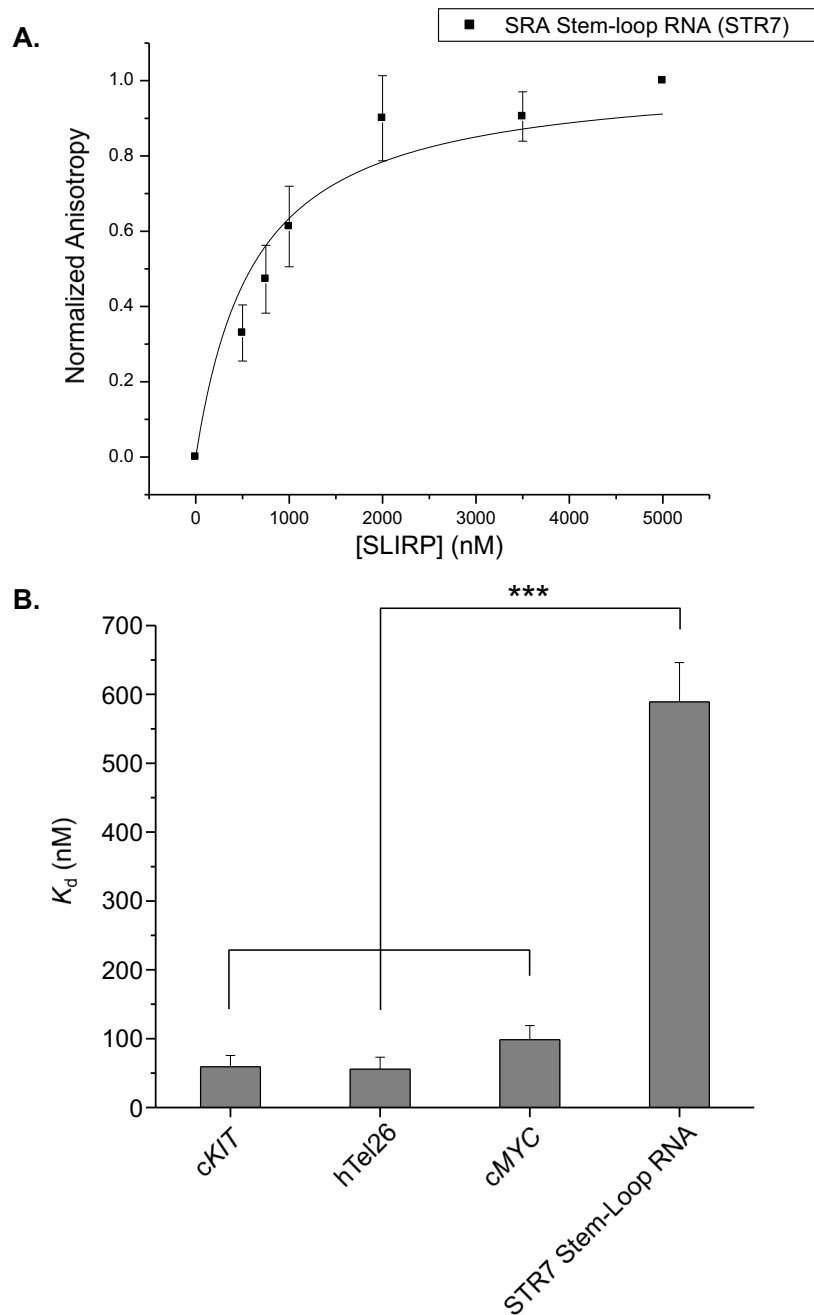 A.
SRA Stem-loop RNA (STR7)
Normalized Anisotropy
1.0
0.8
0.6
0.4
0.2
0.0
0 1000 2000 3000 4000 5000
[SLIRP] (nM)
B.
***
Kd (nM)
700
600
500
400
300
200
100
0
cKIT
hTel26
cMYC
STR7 Stem-Loop RNA